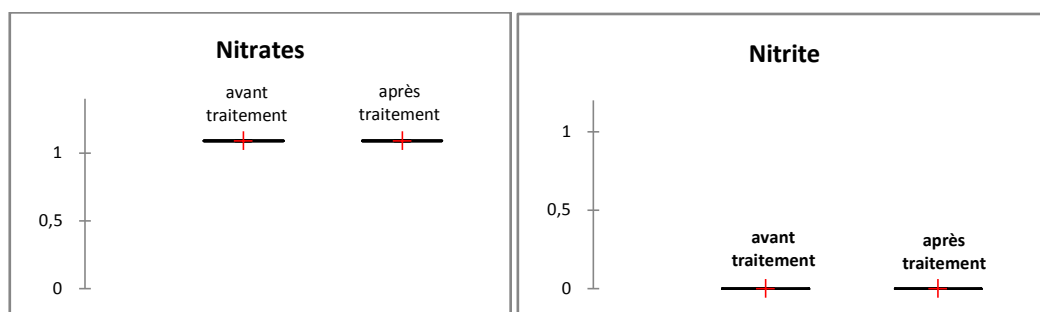 Nitrates
avant
traitement
après
traitement
1
0,5
0
Nitrite
1
0,5
0
avant
traitement
après
traitement